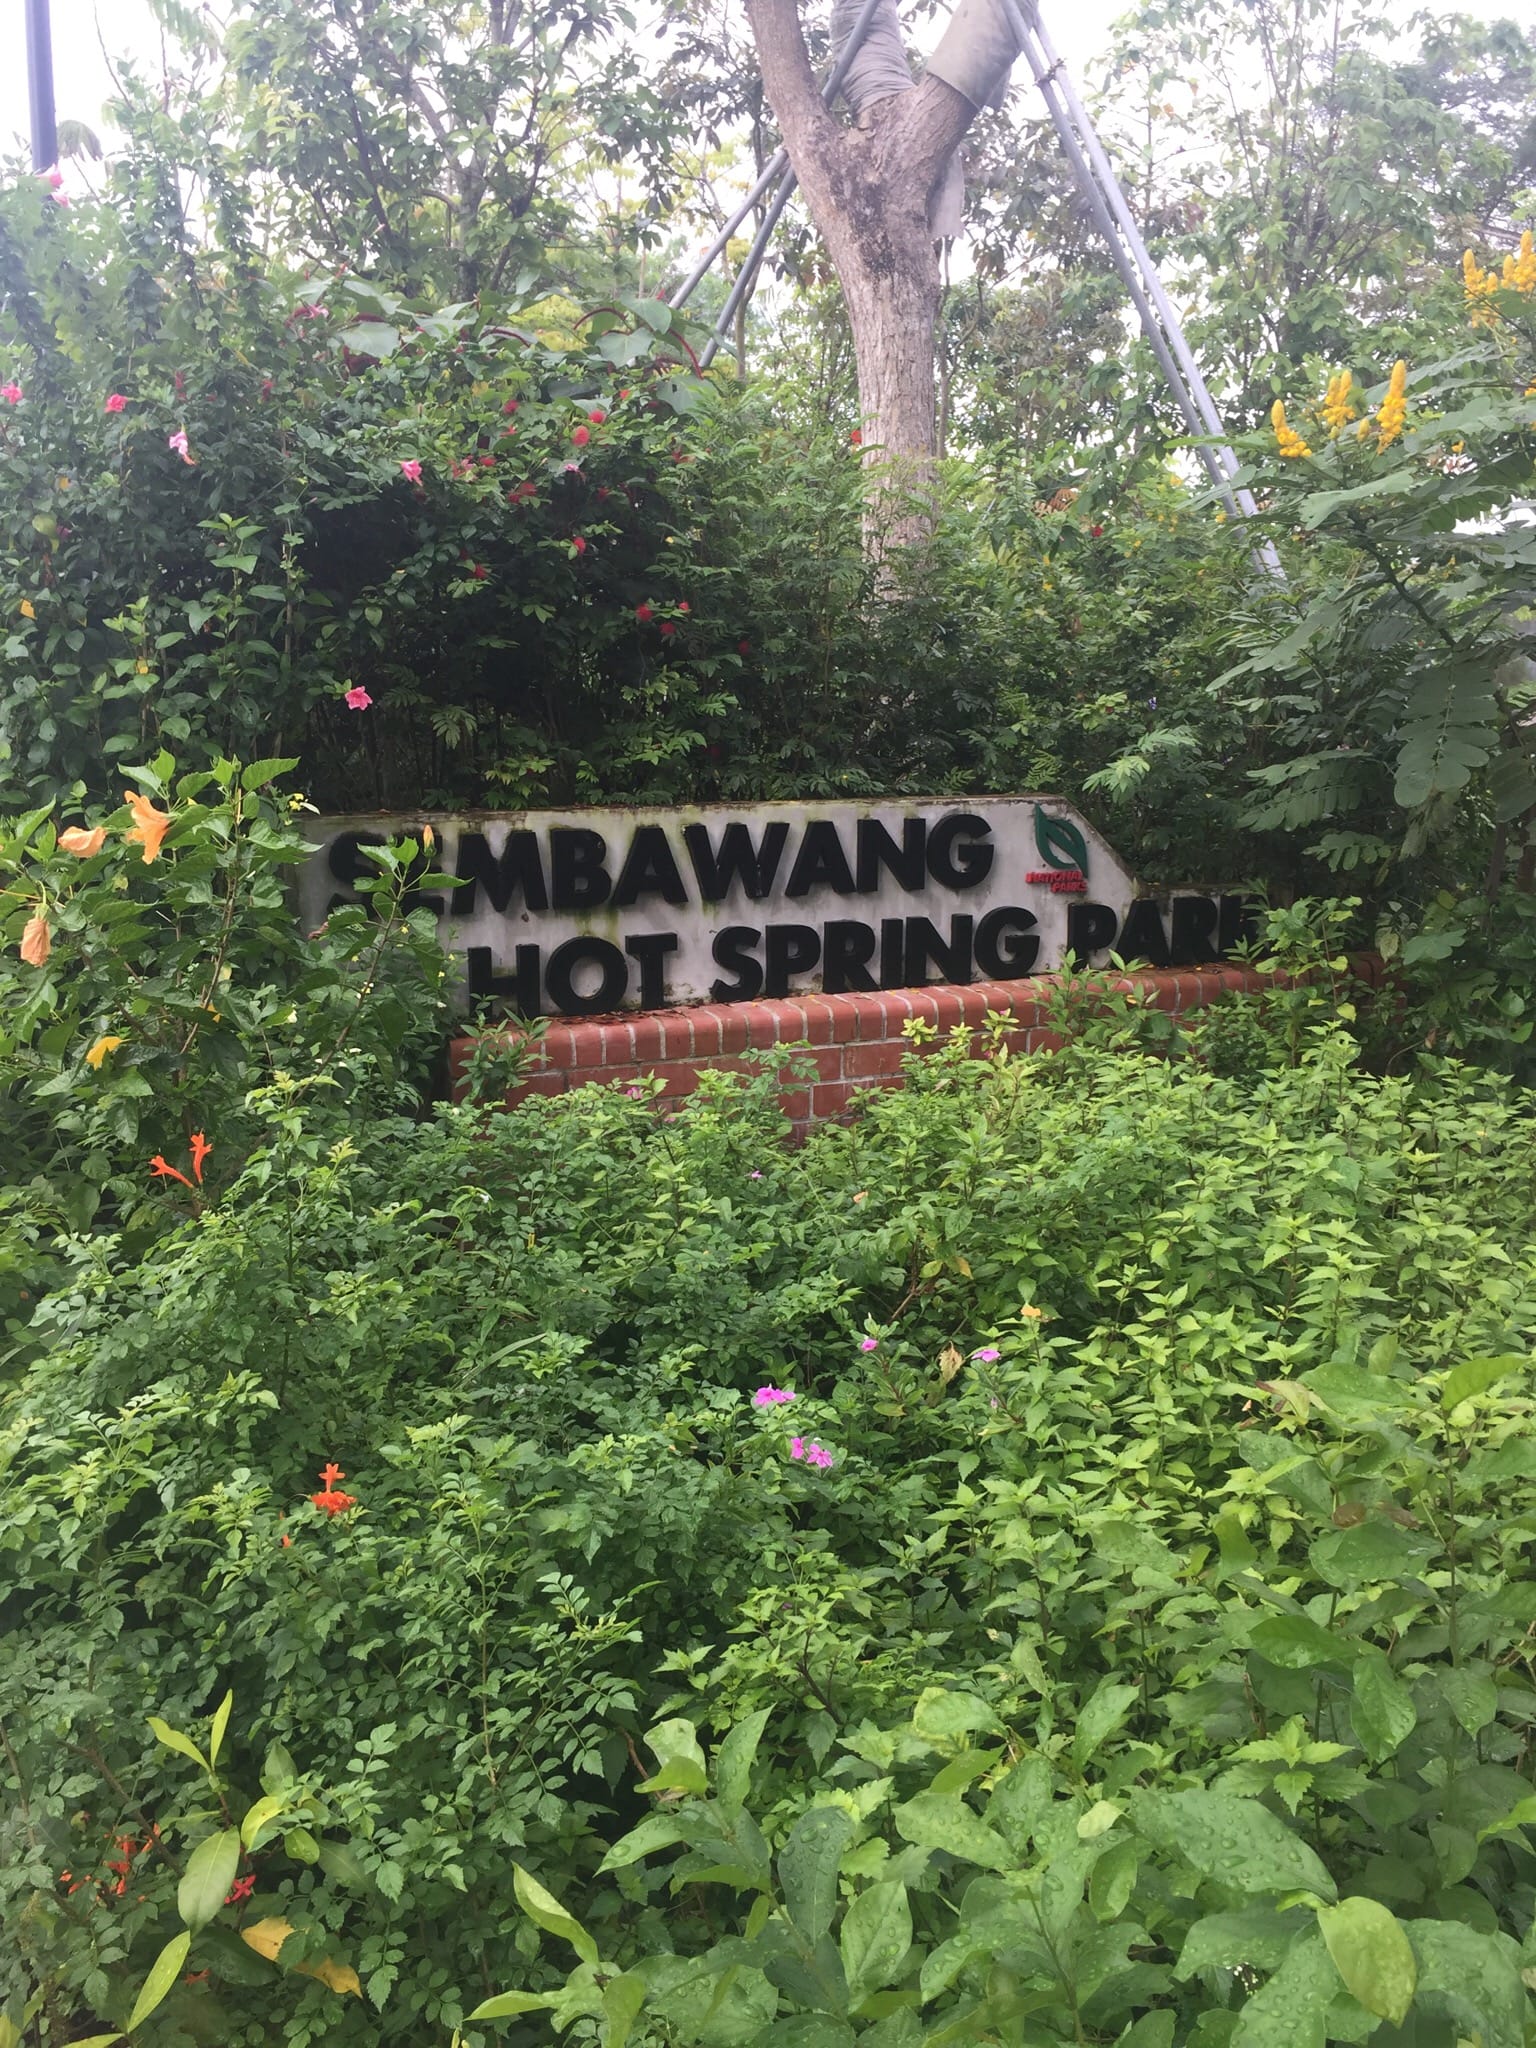 SEMBAWANG
HOT SPRING PARK
NATIONAL
PARKS